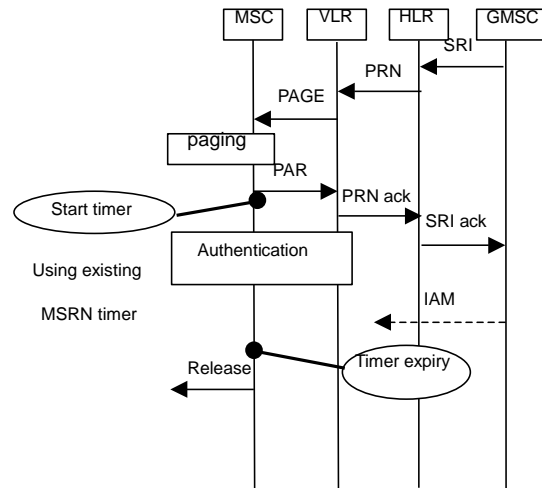 MSC
VLR
HLR
GMSC
SRI
PRN
PAGE
paging
PAR
PRN ack
Start timer
SRI ack
Authentication
Using existing
MSRN timer
IAM
Timer expiry
Release